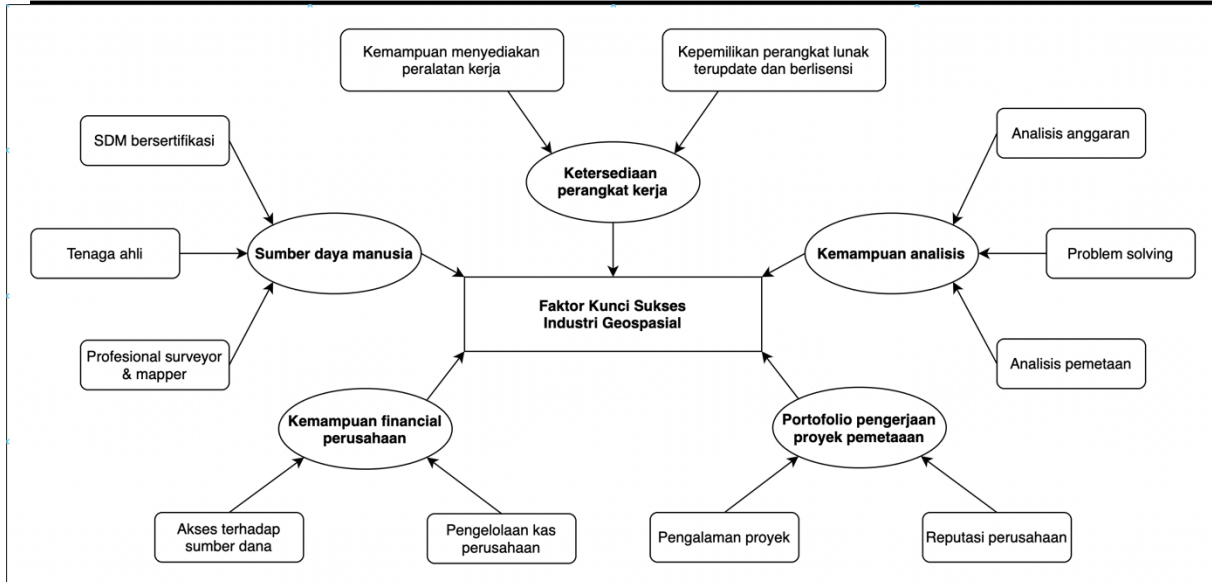 Kemampuan menyediakan
peralatan kerja
Kepemilikan perangkat lunak
terupdate dan berlisensi
SDM bersertifikasi
Analisis anggaran
Ketersediaan
perangkat kerja
Tenaga ahli
Sumber daya manusia
Kemampuan analisis
Problem solving
Faktor Kunci Sukses
Industri Geospasial
Profesional surveyor
& mapper
Analisis pemetaan
Kemampuan financial
perusahaan
Portofolio pengerjaan
proyek pemetaaan
Akses terhadap
sumber dana
Pengelolaan kas
perusahaan
Pengalaman proyek
Reputasi perusahaan